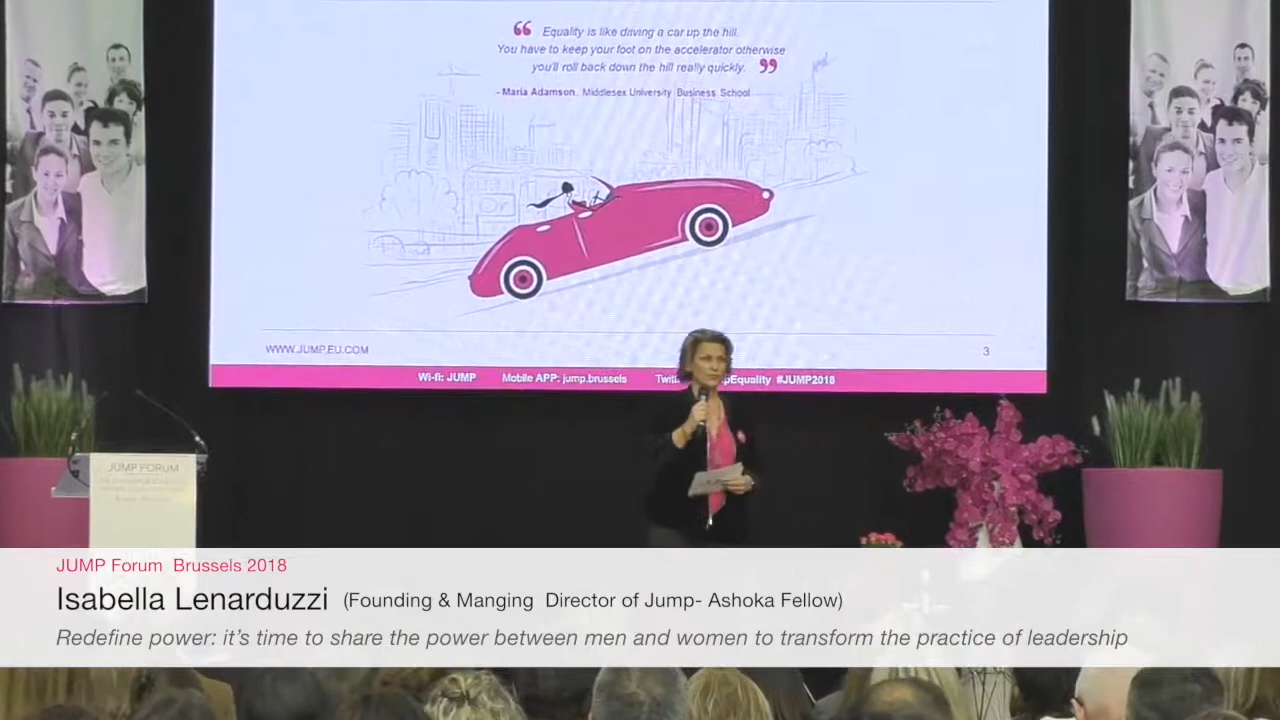 ❝ Equality is like driving a car up the hill.
You have to keep your foot on the accelerator otherwise
you'll roll back down the hill really quickly. ❞
- Maria Adamson, Middlesex University Business School
WWW.JUMP.EU.COM
3
Wi-fi: JUMP Mobile APP: jump.brussels pEquality #JUMP2018
JUMP FORUM
JUMP Forum Brussels 2018
Isabella Lenarduzzi (Founding & Manging Director of Jump- Ashoka Fellow)
Redefine power: it's time to share the power between men and women to transform the practice of leadership